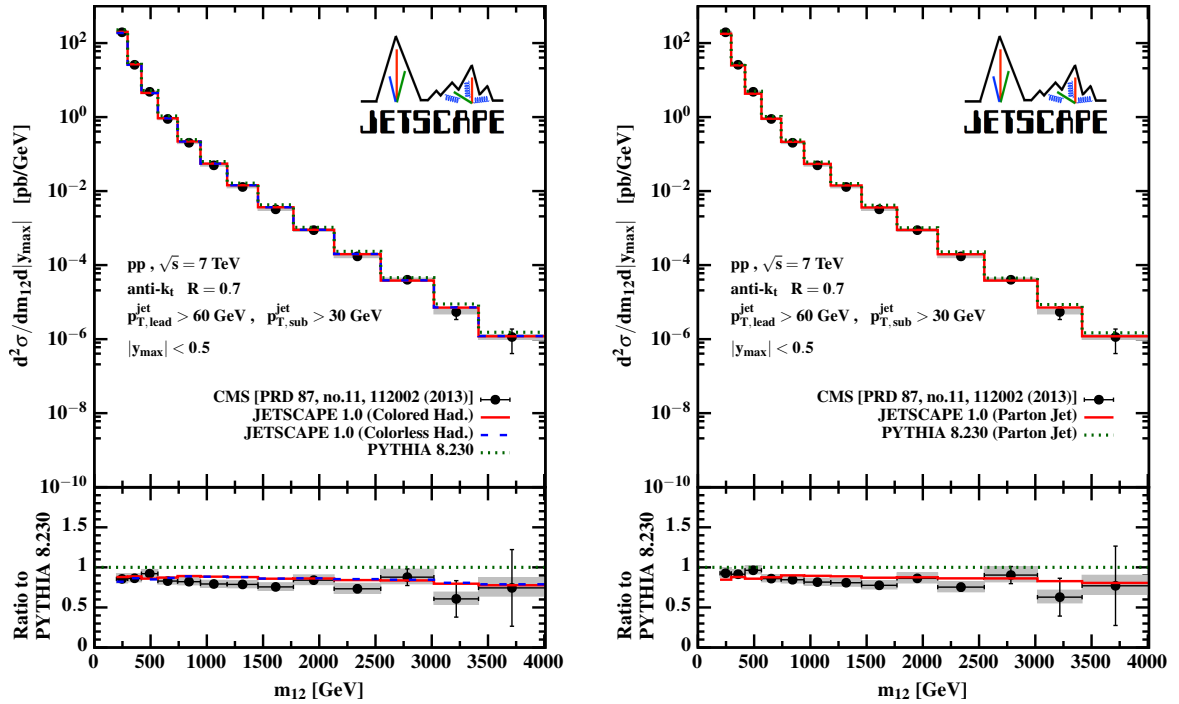 10²
10⁰
10⁻²
10⁻⁴
10⁻⁶
10⁻⁸
10⁻¹⁰
d²σ/dm₁₂d|y_max| [pb/GeV]
JETSCAPE
pp , √s = 7 TeV
anti-k_t R = 0.7
p_{T,lead}^{jet} > 60 GeV , p_{T,sub}^{jet} > 30 GeV
|y_max| < 0.5
CMS [PRD 87, no.11, 112002 (2013)]
JETSCAPE 1.0 (Colored Had.)
JETSCAPE 1.0 (Colorless Had.)
PYTHIA 8.230
Ratio to
PYTHIA 8.230
1.5
1
0.5
0
0 500 1000 1500 2000 2500 3000 3500 4000
m₁₂ [GeV]
10²
10⁰
10⁻²
10⁻⁴
10⁻⁶
10⁻⁸
10⁻¹⁰
d²σ/dm₁₂d|y_max| [pb/GeV]
JETSCAPE
pp , √s = 7 TeV
anti-k_t R = 0.7
p_{T,lead}^{jet} > 60 GeV , p_{T,sub}^{jet} > 30 GeV
|y_max| < 0.5
CMS [PRD 87, no.11, 112002 (2013)]
JETSCAPE 1.0 (Parton Jet)
PYTHIA 8.230 (Parton Jet)
Ratio to
PYTHIA 8.230
1.5
1
0.5
0
0 500 1000 1500 2000 2500 3000 3500 4000
m₁₂ [GeV]